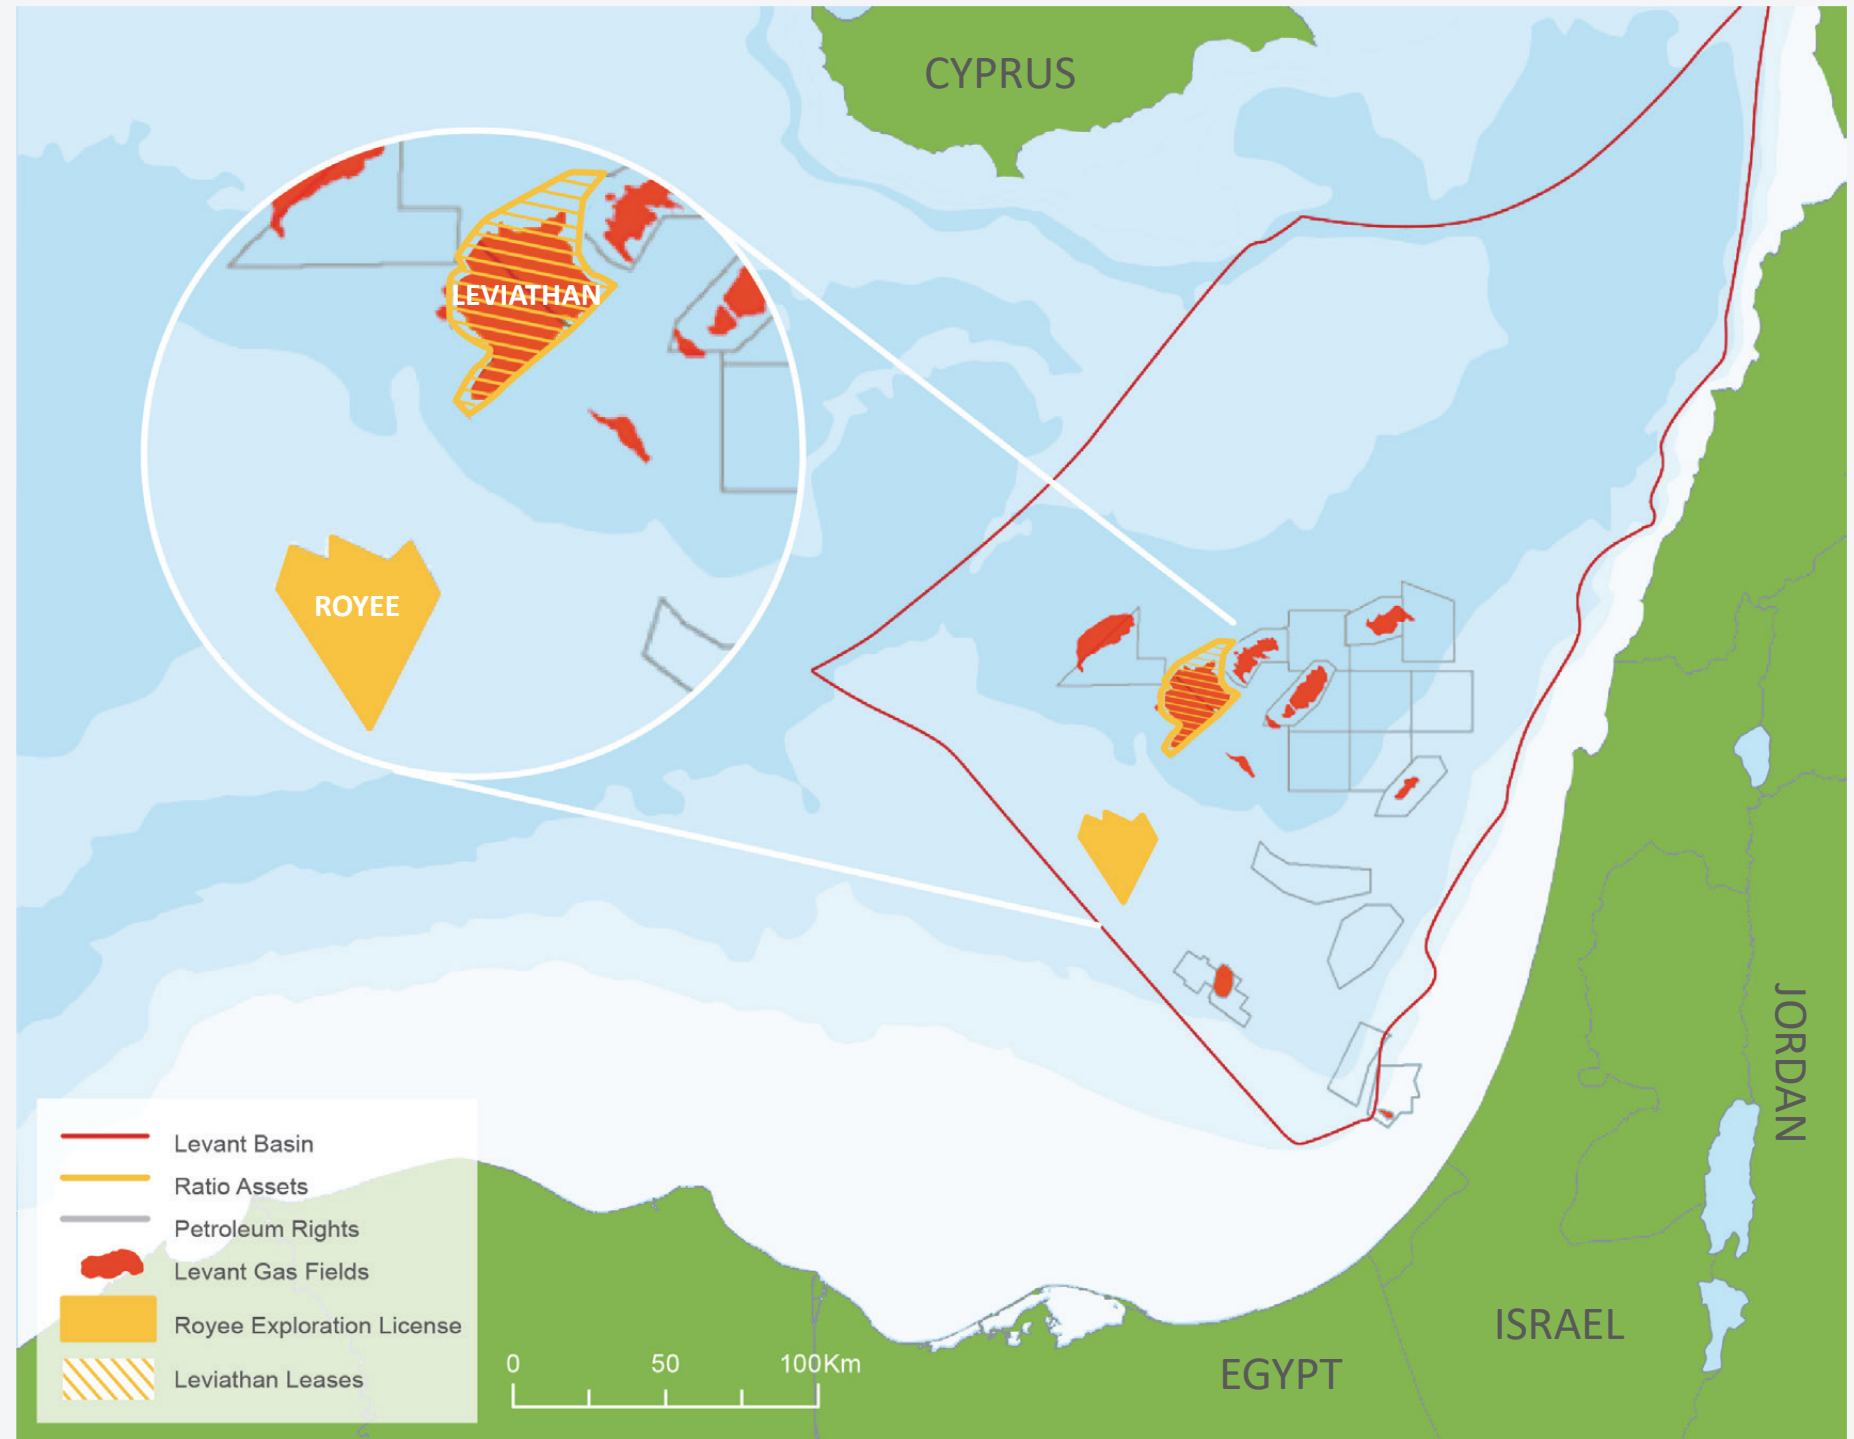 CYPRUS
LEVIATHAN
ROYEE
JORDAN
Levant Basin
Ratio Assets
Petroleum Rights
Levant Gas Fields
Royee Exploration License
Leviathan Leases
0 50 100Km
ISRAEL
EGYPT